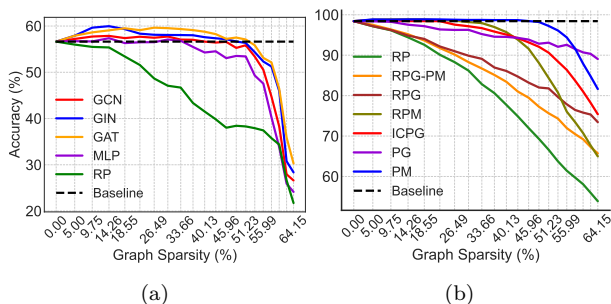 60
50
40
30
20
Accuracy (%)
GCN
GIN
GAT
MLP
RP
Baseline
0.00
5.00
9.75
14.26
18.55
26.49
33.66
40.13
45.96
51.23
55.99
64.15
Graph Sparsity (%)
(a)
100
90
80
70
60
RP
RPG-PM
RPG
RPM
ICPG
PG
PM
Baseline
0.00
5.00
9.75
14.26
18.55
26.49
33.66
40.13
45.96
51.23
55.99
64.15
Graph Sparsity (%)
(b)